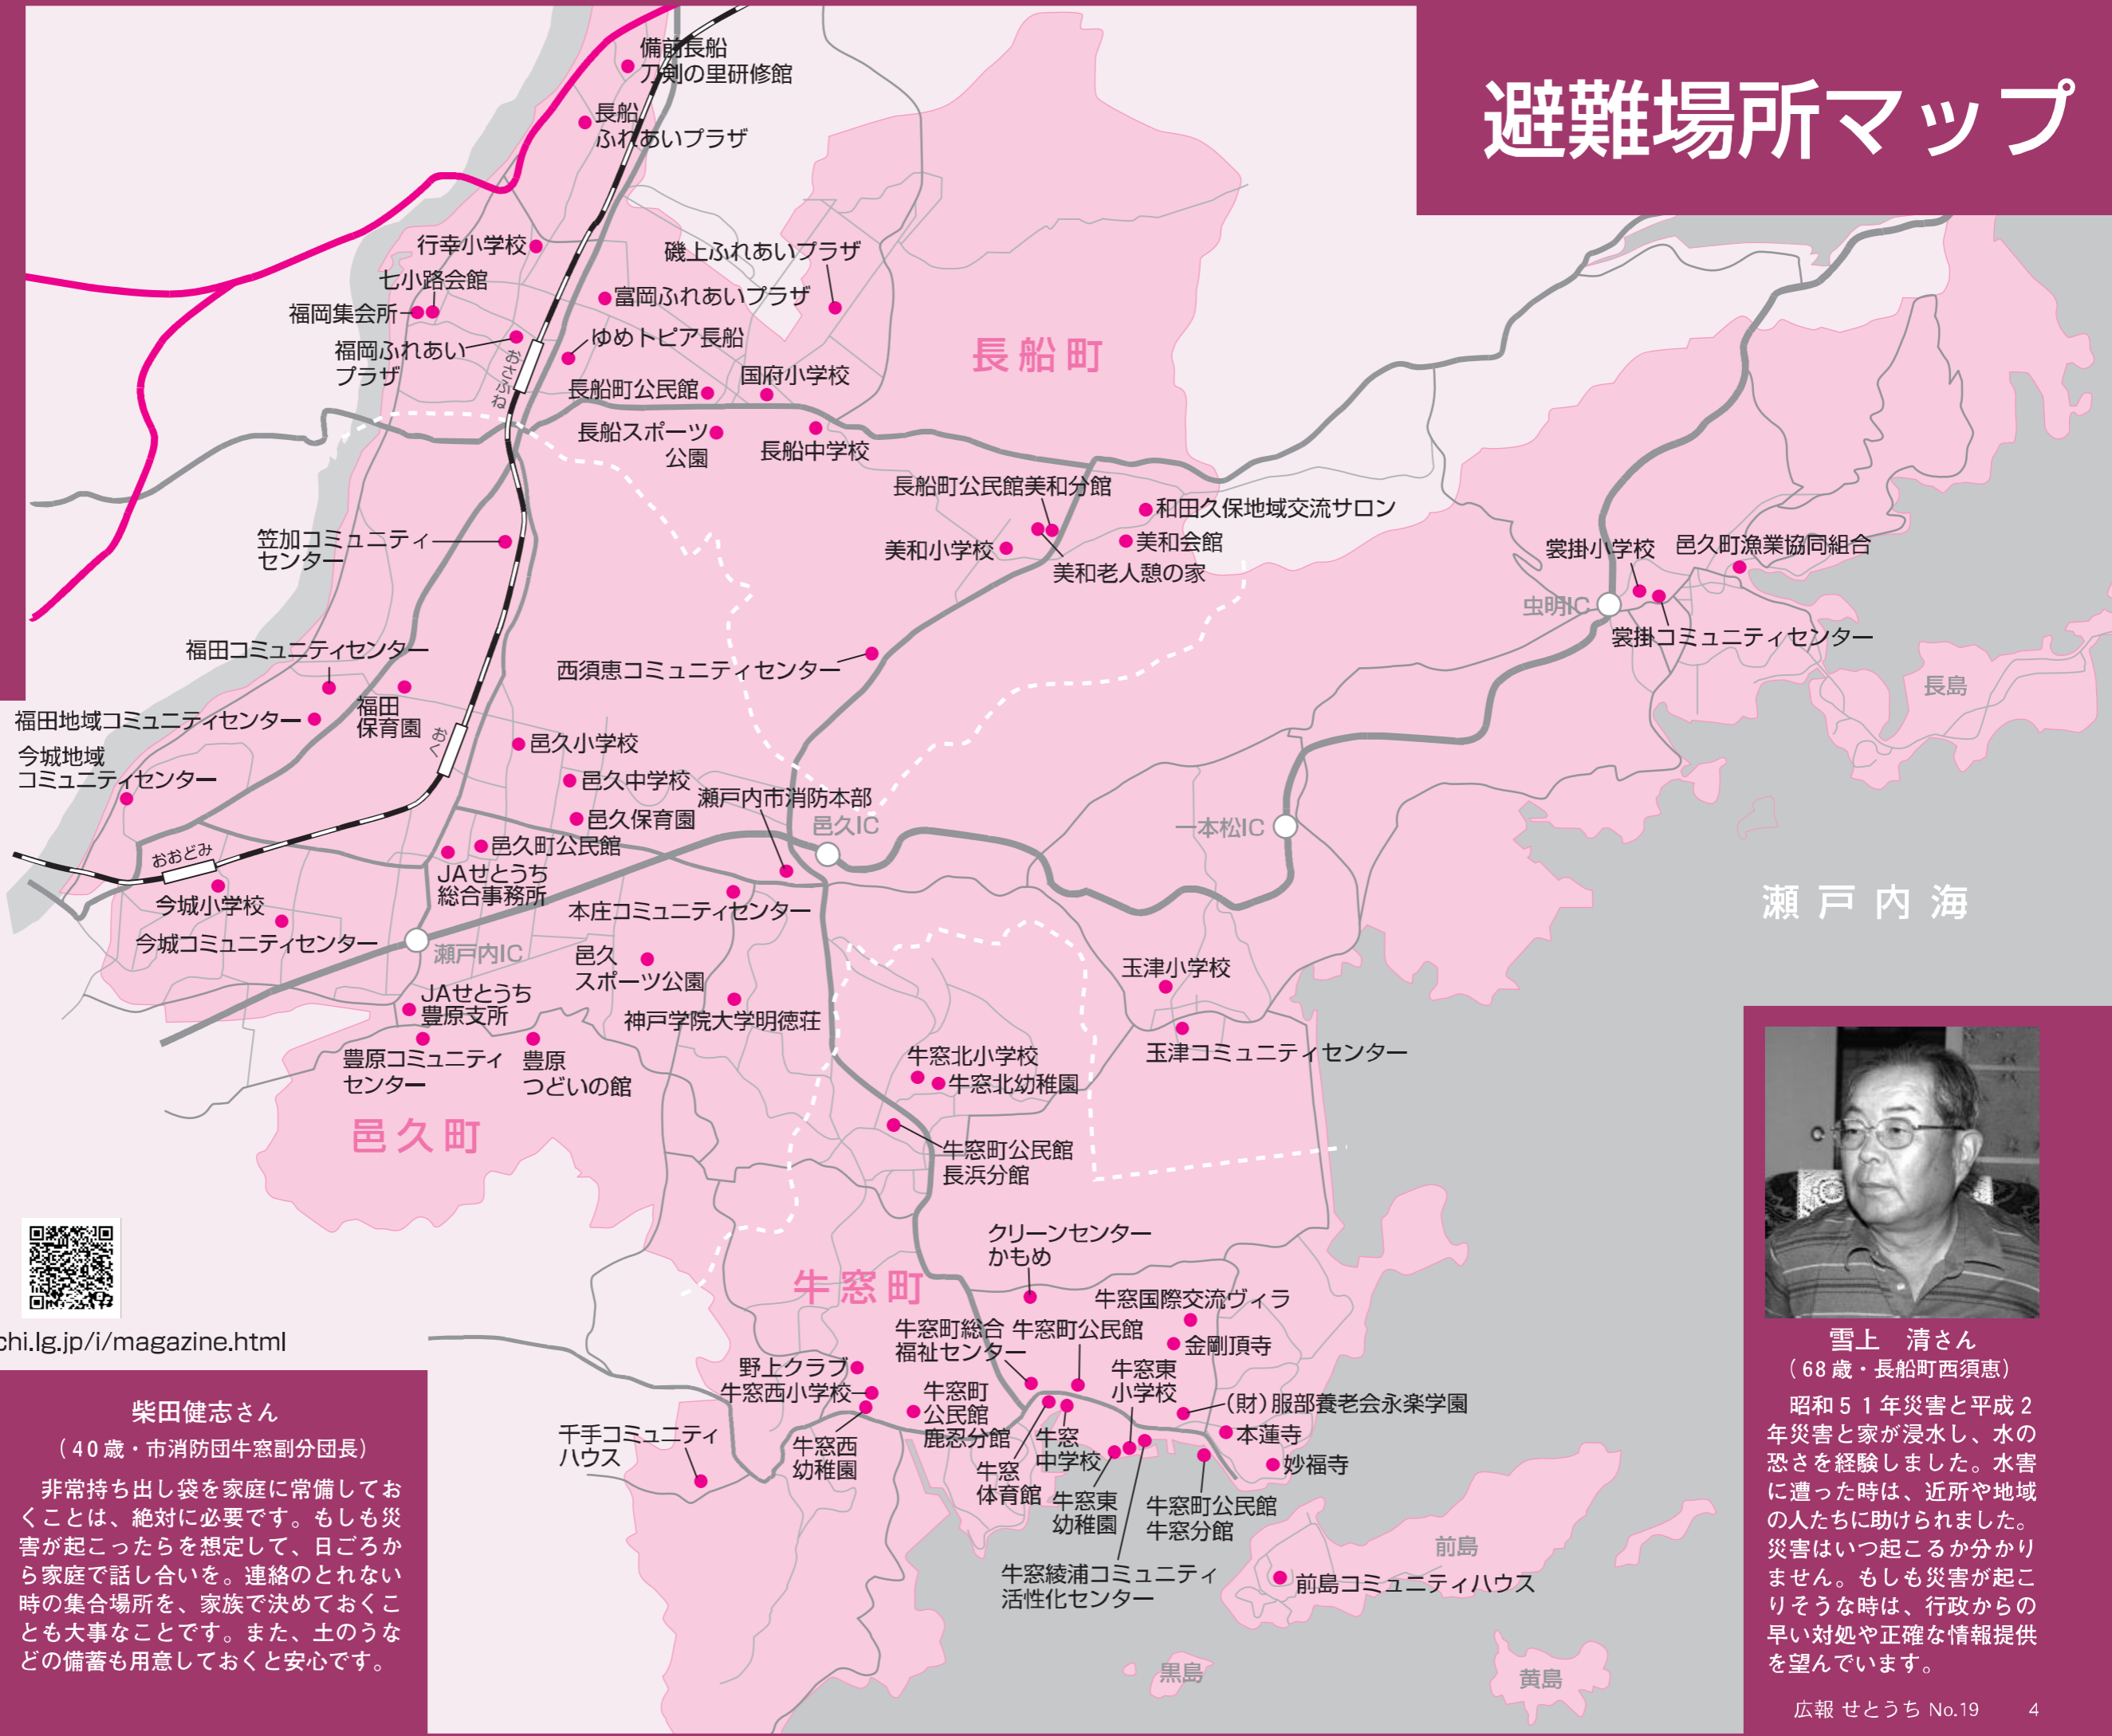 避難場所マップ
備前長船
刀剣の里研修館
長船
ふれあいプラザ
行幸小学校
七小路会館
福岡集会所
福岡ふれあい
プラザ
おさふね
磯上ふれあいプラザ
富岡ふれあいプラザ
ゆめトピア長船
長船町公民館
国府小学校
長船スポーツ
公園
長船中学校
長船町
長船町公民館美和分館
和田久保地域交流サロン
美和小学校
美和会館
美和老人憩の家
笠加コミュニティ
センター
裳掛小学校
邑久町漁業協同組合
虫明IC
裳掛コミュニティセンター
長島
福田コミュニティセンター
西須恵コミュニティセンター
福田地域コミュニティセンター
福田
保育園
おく
今城地域
コミュニティセンター
邑久小学校
邑久中学校
瀬戸内市消防本部
邑久保育園
邑久IC
一本松IC
邑久町公民館
おおどみ
JAせとうち
総合事務所
今城小学校
本庄コミュニティセンター
今城コミュニティセンター
瀬戸内IC
瀬戸内海
邑久
スポーツ公園
玉津小学校
JAせとうち
豊原支所
神戸学院大学明徳荘
豊原コミュニティ
センター
豊原
つどいの館
玉津コミュニティセンター
牛窓北小学校
牛窓北幼稚園
邑久町
牛窓町公民館
長浜分館
クリーンセンター
かもめ
牛窓町
牛窓国際交流ヴィラ
牛窓町総合
福祉センター
牛窓町公民館
金剛頂寺
野上クラブ
牛窓西小学校
牛窓東
小学校
牛窓町
公民館
鹿忍分館
(財)服部養老会永楽学園
千手コミュニティ
ハウス
牛窓西
幼稚園
牛窓
中学校
本蓮寺
妙福寺
牛窓
体育館
牛窓東
幼稚園
牛窓町公民館
牛窓分館
牛窓綾浦コミュニティ
活性化センター
前島
前島コミュニティハウス
黒島
黄島
chi.lg.jp/i/magazine.html
柴田健志さん
(40歳・市消防団牛窓副分団長)
非常持ち出し袋を家庭に常備してお
くことは、絶対に必要です。もしも災
害が起こったらを想定して、日ごろか
ら家庭で話し合いを。連絡のとれない
時の集合場所を、家族で決めておくこ
とも大事なことです。また、土のうな
どの備蓄も用意しておくと安心です。
雪上 清さん
(68歳・長船町西須恵)
昭和51年災害と平成2
年災害と家が浸水し、水の
恐さを経験しました。水害
に遭った時は、近所や地域
の人たちに助けられました。
災害はいつ起こるか分かり
ません。もしも災害が起こ
りそうな時は、行政からの
早い対処や正確な情報提供
を望んでいます。
広報 せとうち No.19 4